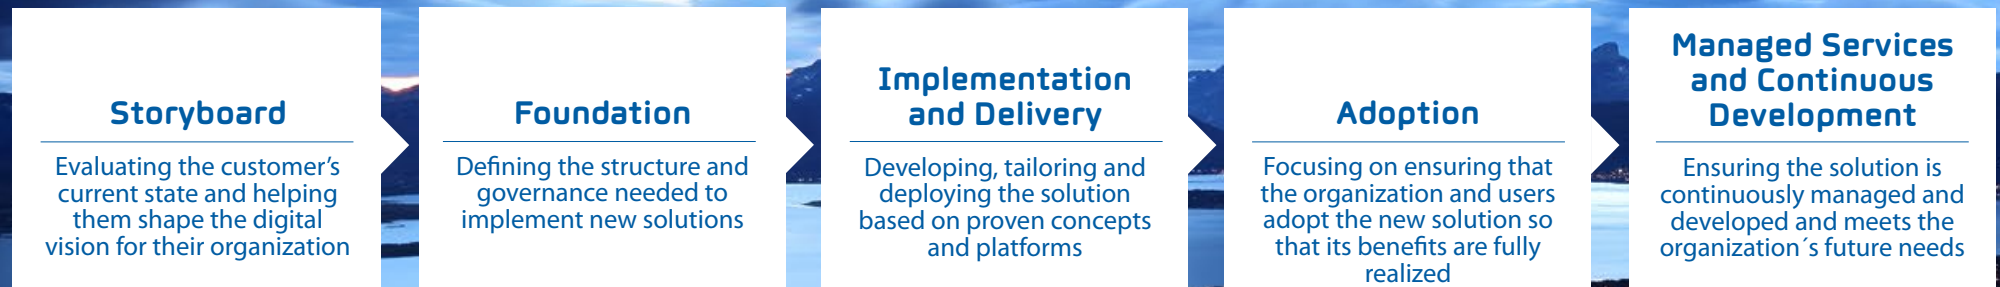 Storyboard
Evaluating the customer’s
current state and helping
them shape the digital
vision for their organization
Foundation
Defining the structure and
governance needed to
implement new solutions
Implementation
and Delivery
Developing, tailoring and
deploying the solution
based on proven concepts
and platforms
Adoption
Focusing on ensuring that
the organization and users
adopt the new solution so
that its benefits are fully
realized
Managed Services
and Continuous
Development
Ensuring the solution is
continuously managed and
developed and meets the
organization´s future needs